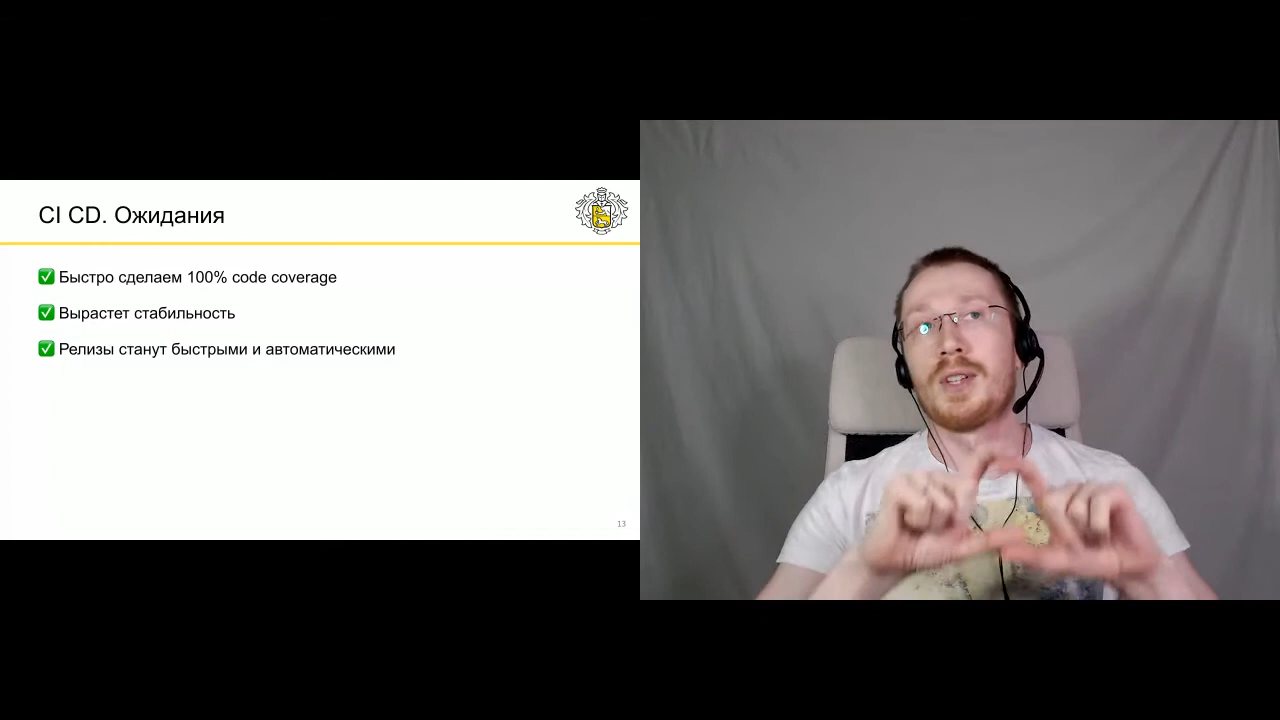 CI CD. Ожидания
✅ Быстро сделаем 100% code coverage
✅ Вырастет стабильность
✅ Релизы станут быстрыми и автоматическими
13